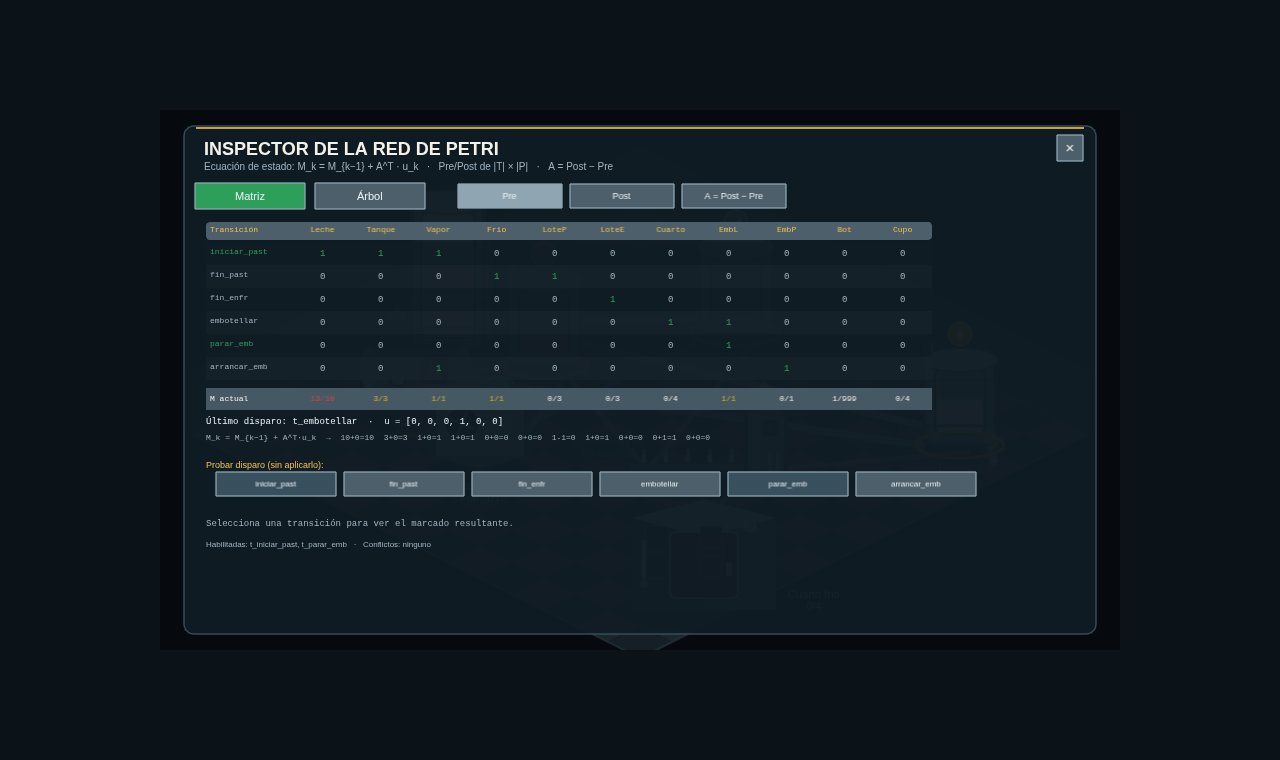 INSPECTOR DE LA RED DE PETRI
×
Ecuación de estado: M_k = M_{k−1} + A^T · u_k · Pre/Post de |T| × |P| · A = Post − Pre
Matriz Árbol Pre Post A = Post − Pre
Transición Leche Tanque Vapor Frio LoteP LoteE Cuarto EmbL EmbP Bot Cupo
iniciar_past 1 1 1 0 0 0 0 0 0 0 0
fin_past 0 0 0 1 1 0 0 0 0 0 0
fin_enfr 0 0 0 0 0 1 0 0 0 0 0
embotellar 0 0 0 0 0 0 1 1 0 0 0
parar_emb 0 0 0 0 0 0 0 1 0 0 0
arrancar_emb 0 0 1 0 0 0 0 0 1 0 0
M actual 3/3 1/1 1/1 0/3 0/3 0/4 1/1 0/1 1/999 0/4
Último disparo: t_embotellar · u = [0, 0, 0, 1, 0, 0]
M_k = M_{k−1} + A^T·u_k → 10+0=10 3+0=3 1+0=1 1+0=1 0+0=0 0+0=0 1-1=0 1+0=1 0+0=0 0+1=1 0+0=0
Probar disparo (sin aplicarlo):
iniciar_past fin_past fin_enfr embotellar parar_emb arrancar_emb
Selecciona una transición para ver el marcado resultante.
Habilitadas: t_iniciar_past, t_parar_emb · Conflictos: ninguno